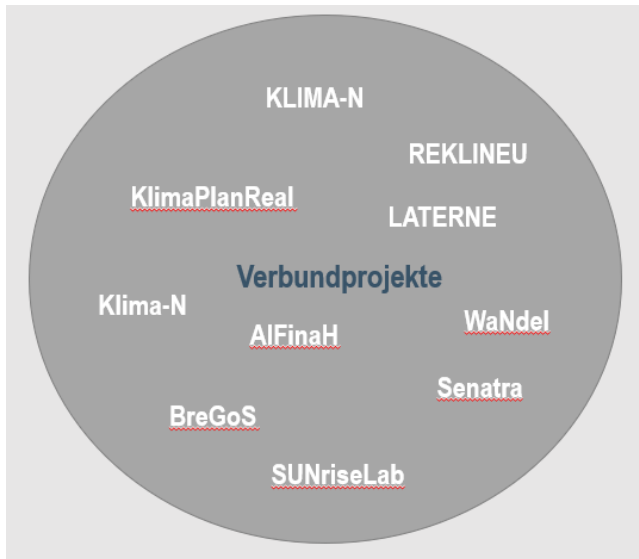 KLIMA-N
REKLINEU
KlimaPlanReal
LATERNE
Verbundprojekte
Klima-N
WaNdel
AlFinaH
Senatra
BreGoS
SUNriseLab